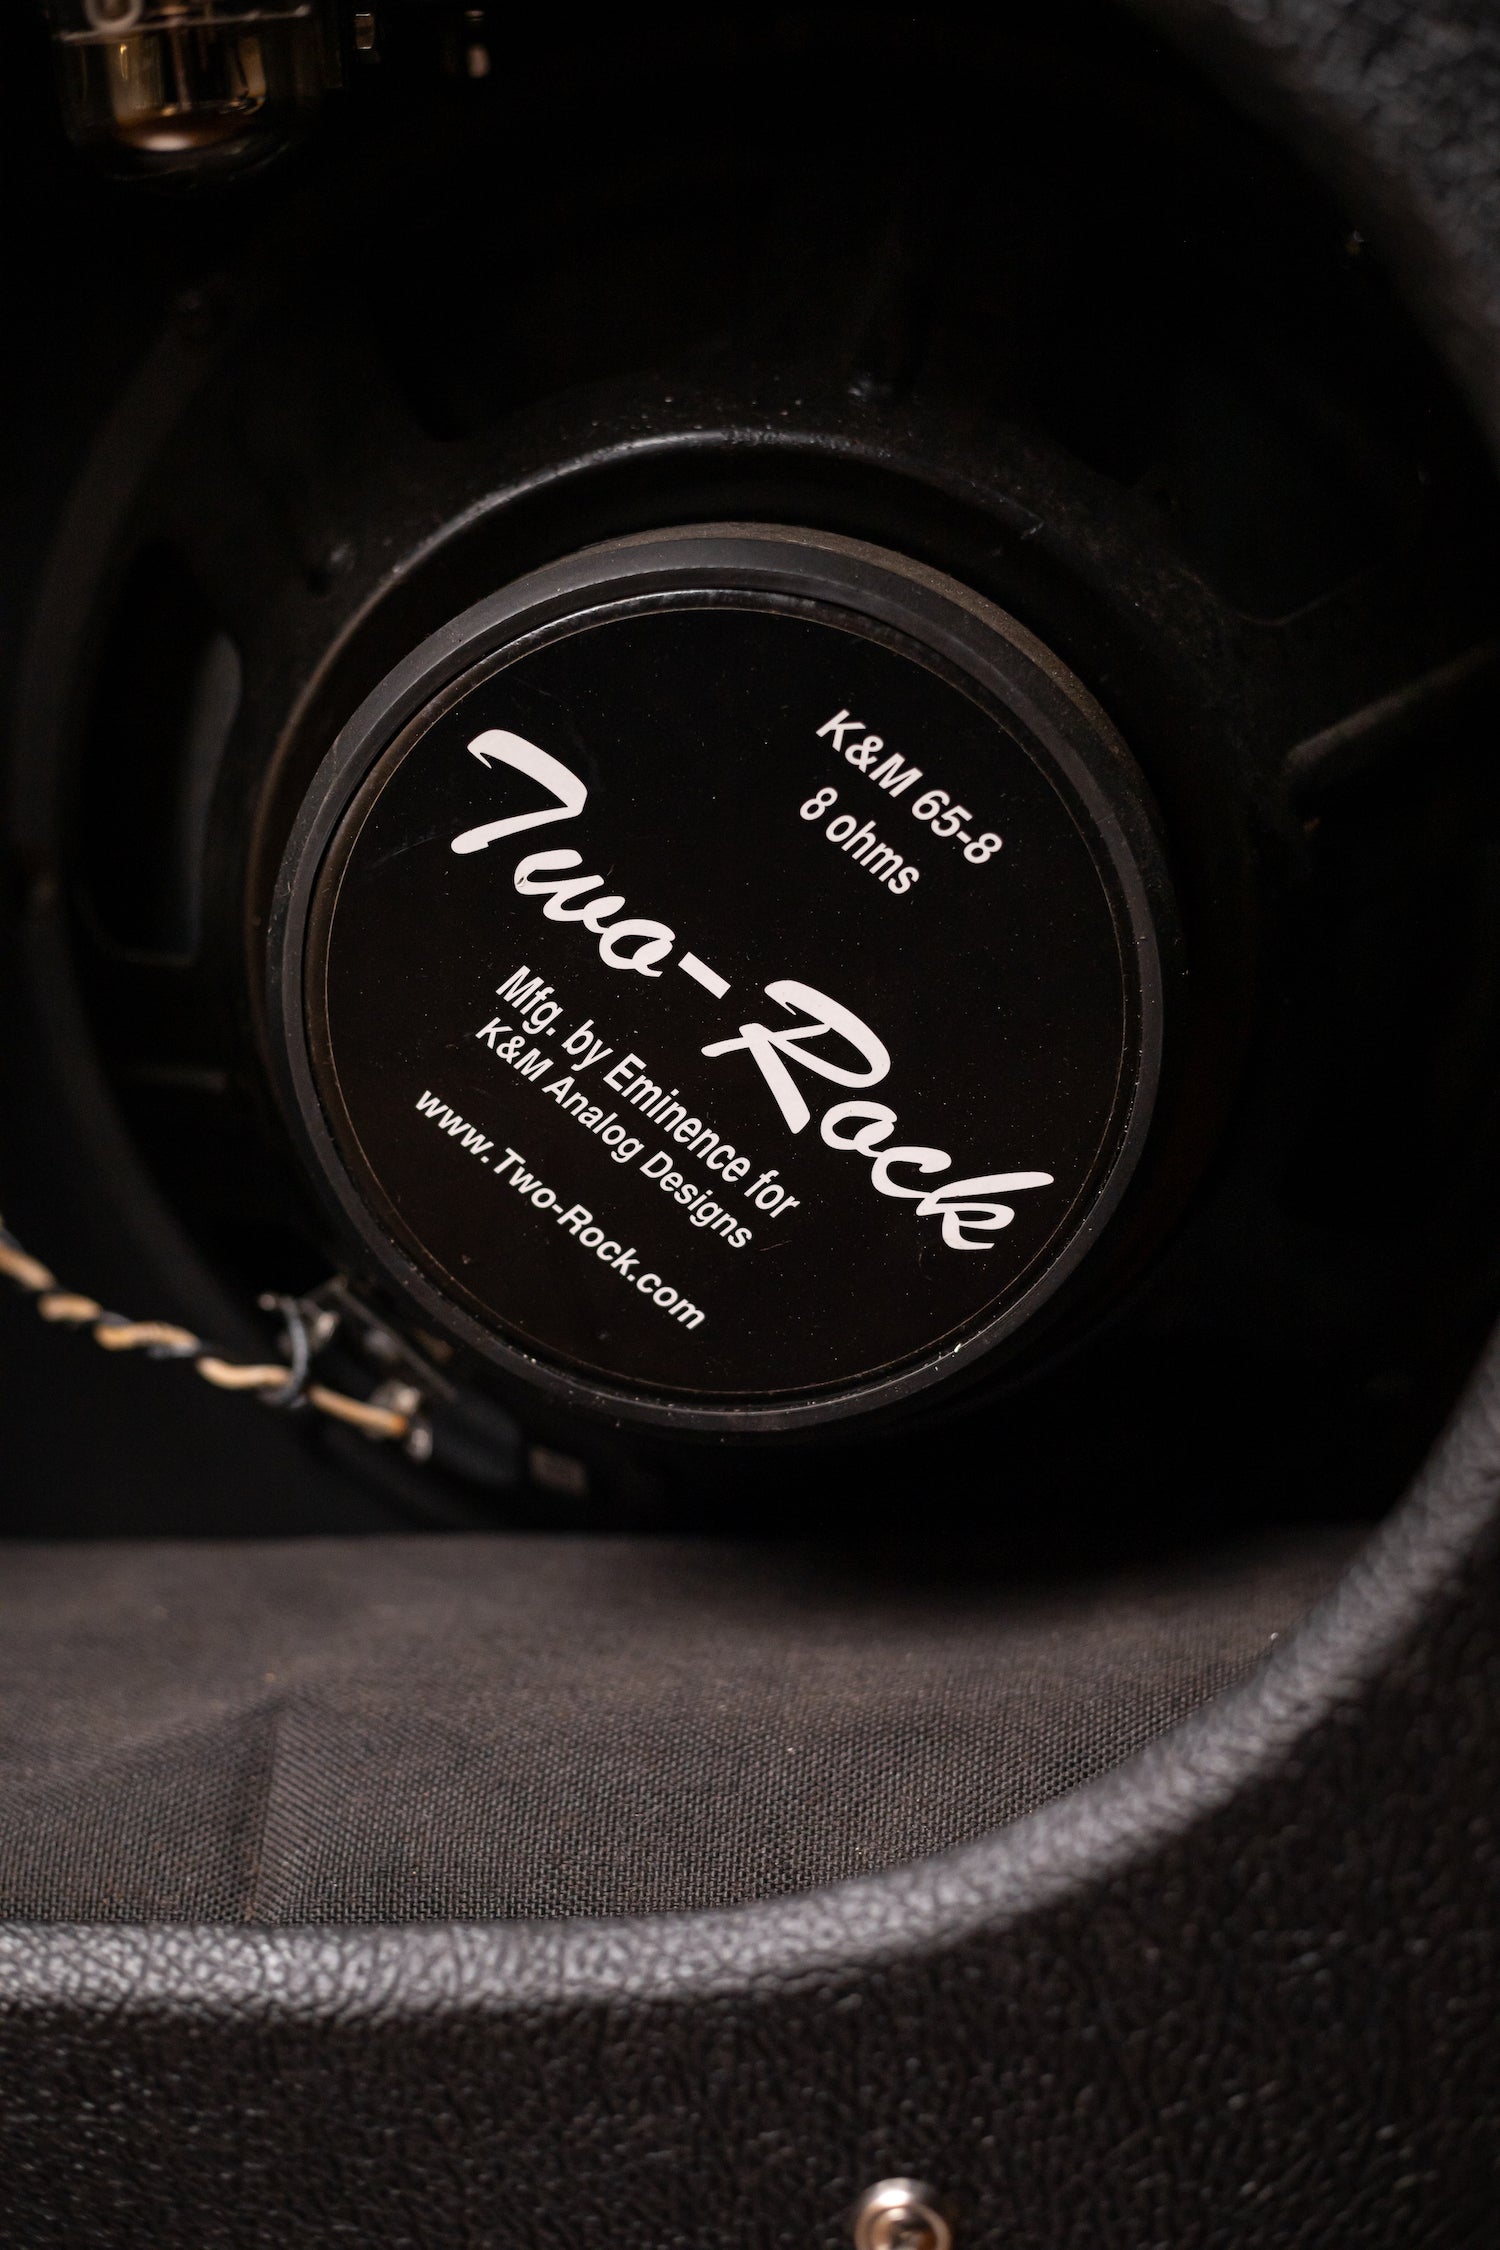 K&M 65-8
8 ohms
Two-Rock
Mfg. by Eminence for
K&M Analog Designs
www.Two-Rock.com